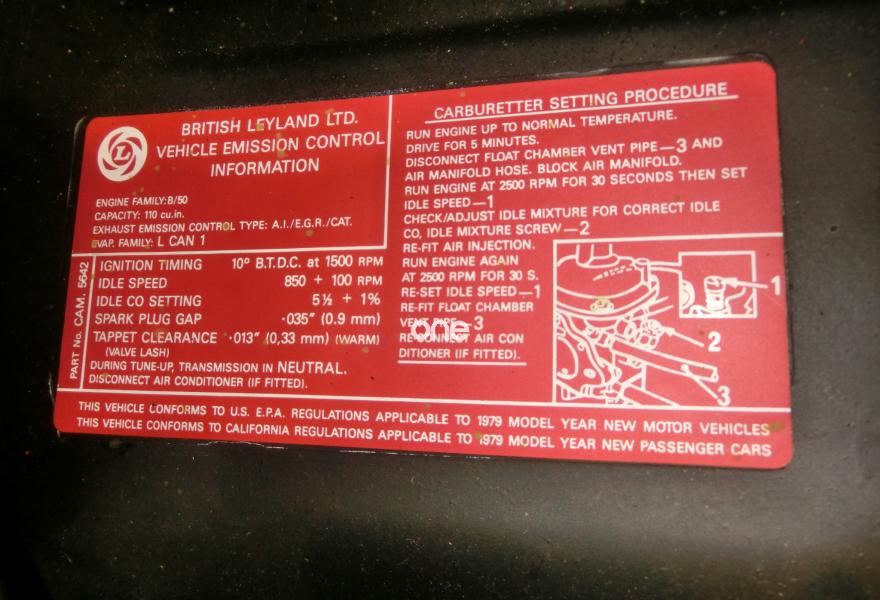 L
BRITISH LEYLAND LTD.
VEHICLE EMISSION CONTROL
INFORMATION
ENGINE FAMILY:B/50
CAPACITY: 110 cu.in.
EXHAUST EMISSION CONTROL TYPE: A.I./E.G.R./CAT.
EVAP. FAMILY: L CAN 1
PART No. CAM. 5642
IGNITION TIMING 10º B.T.D.C. at 1500 RPM
IDLE SPEED 850 + 100 RPM
IDLE CO SETTING 5½ + 1%
SPARK PLUG GAP ·035" (0.9 mm)
TAPPET CLEARANCE ·013" (0,33 mm) (WARM)
(VALVE LASH)
DURING TUNE-UP, TRANSMISSION IN NEUTRAL.
DISCONNECT AIR CONDITIONER (IF FITTED).
CARBURETTER SETTING PROCEDURE
RUN ENGINE UP TO NORMAL TEMPERATURE.
DRIVE FOR 5 MINUTES.
DISCONNECT FLOAT CHAMBER VENT PIPE—3 AND
AIR MANIFOLD HOSE. BLOCK AIR MANIFOLD.
RUN ENGINE AT 2500 RPM FOR 30 SECONDS THEN SET
IDLE SPEED—1
CHECK/ADJUST IDLE MIXTURE FOR CORRECT IDLE
CO, IDLE MIXTURE SCREW—2
RE-FIT AIR INJECTION.
RUN ENGINE AGAIN
AT 2500 RPM FOR 30 S.
RE-SET IDLE SPEED—1
RE-FIT FLOAT CHAMBER
VENT PIPE—3
one
RE-CONNECT AIR CON
DITIONER (IF FITTED).
1
2
3
THIS VEHICLE CONFORMS TO U.S. E.P.A. REGULATIONS APPLICABLE TO 1979 MODEL YEAR NEW MOTOR VEHICLES
THIS VEHICLE CONFORMS TO CALIFORNIA REGULATIONS APPLICABLE TO 1979 MODEL YEAR NEW PASSENGER CARS